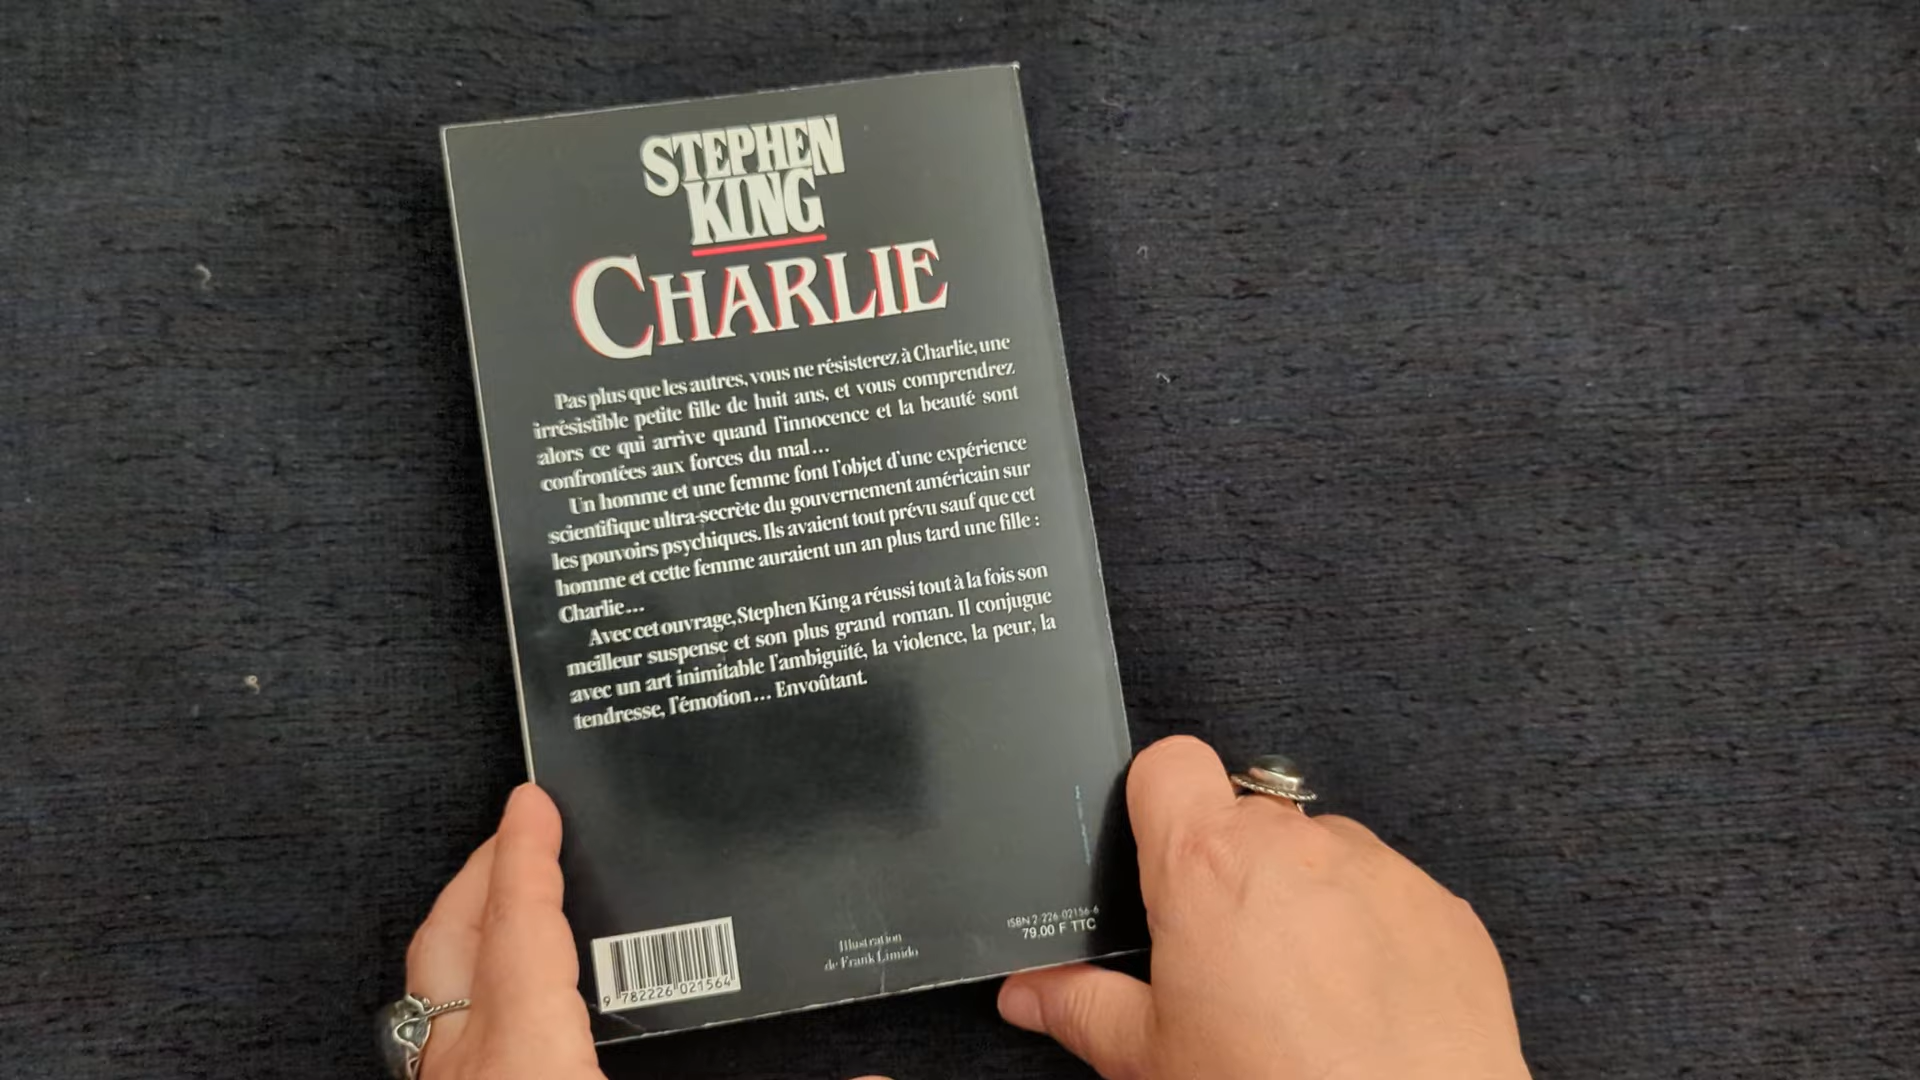 STEPHEN
KING
CHARLIE
Pas plus que les autres, vous ne résisterez à Charlie, une
irrésistible petite fille de huit ans, et vous comprendrez
alors ce qui arrive quand l'innocence et la beauté sont
confrontées aux forces du mal...
Un homme et une femme font l'objet d'une expérience
scientifique ultra-secrète du gouvernement américain sur
les pouvoirs psychiques. Ils avaient tout prévu sauf que cet
homme et cette femme auraient un an plus tard une fille :
Charlie...
Avec cet ouvrage, Stephen King a réussi tout à la fois son
meilleur suspense et son plus grand roman. Il conjugue
avec un art inimitable l'ambiguïté, la violence, la peur, la
tendresse, l'émotion... Envoûtant.
9 782226 021564
Illustration
de Frank Limido
ISBN 2-226-02156-6
79.00 F TTC